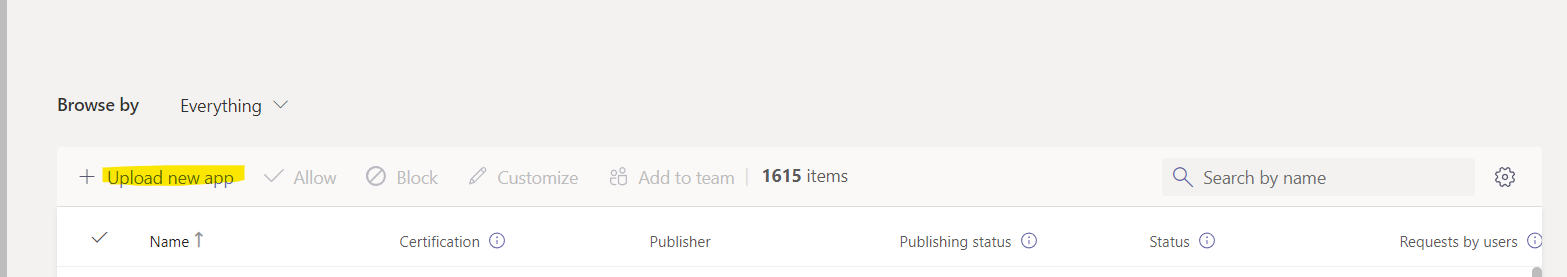 Browse by Everything
Upload new app Allow Block Customize Add to team 1615 items Search by name
Name Certification Publisher Publishing status Status Requests by users